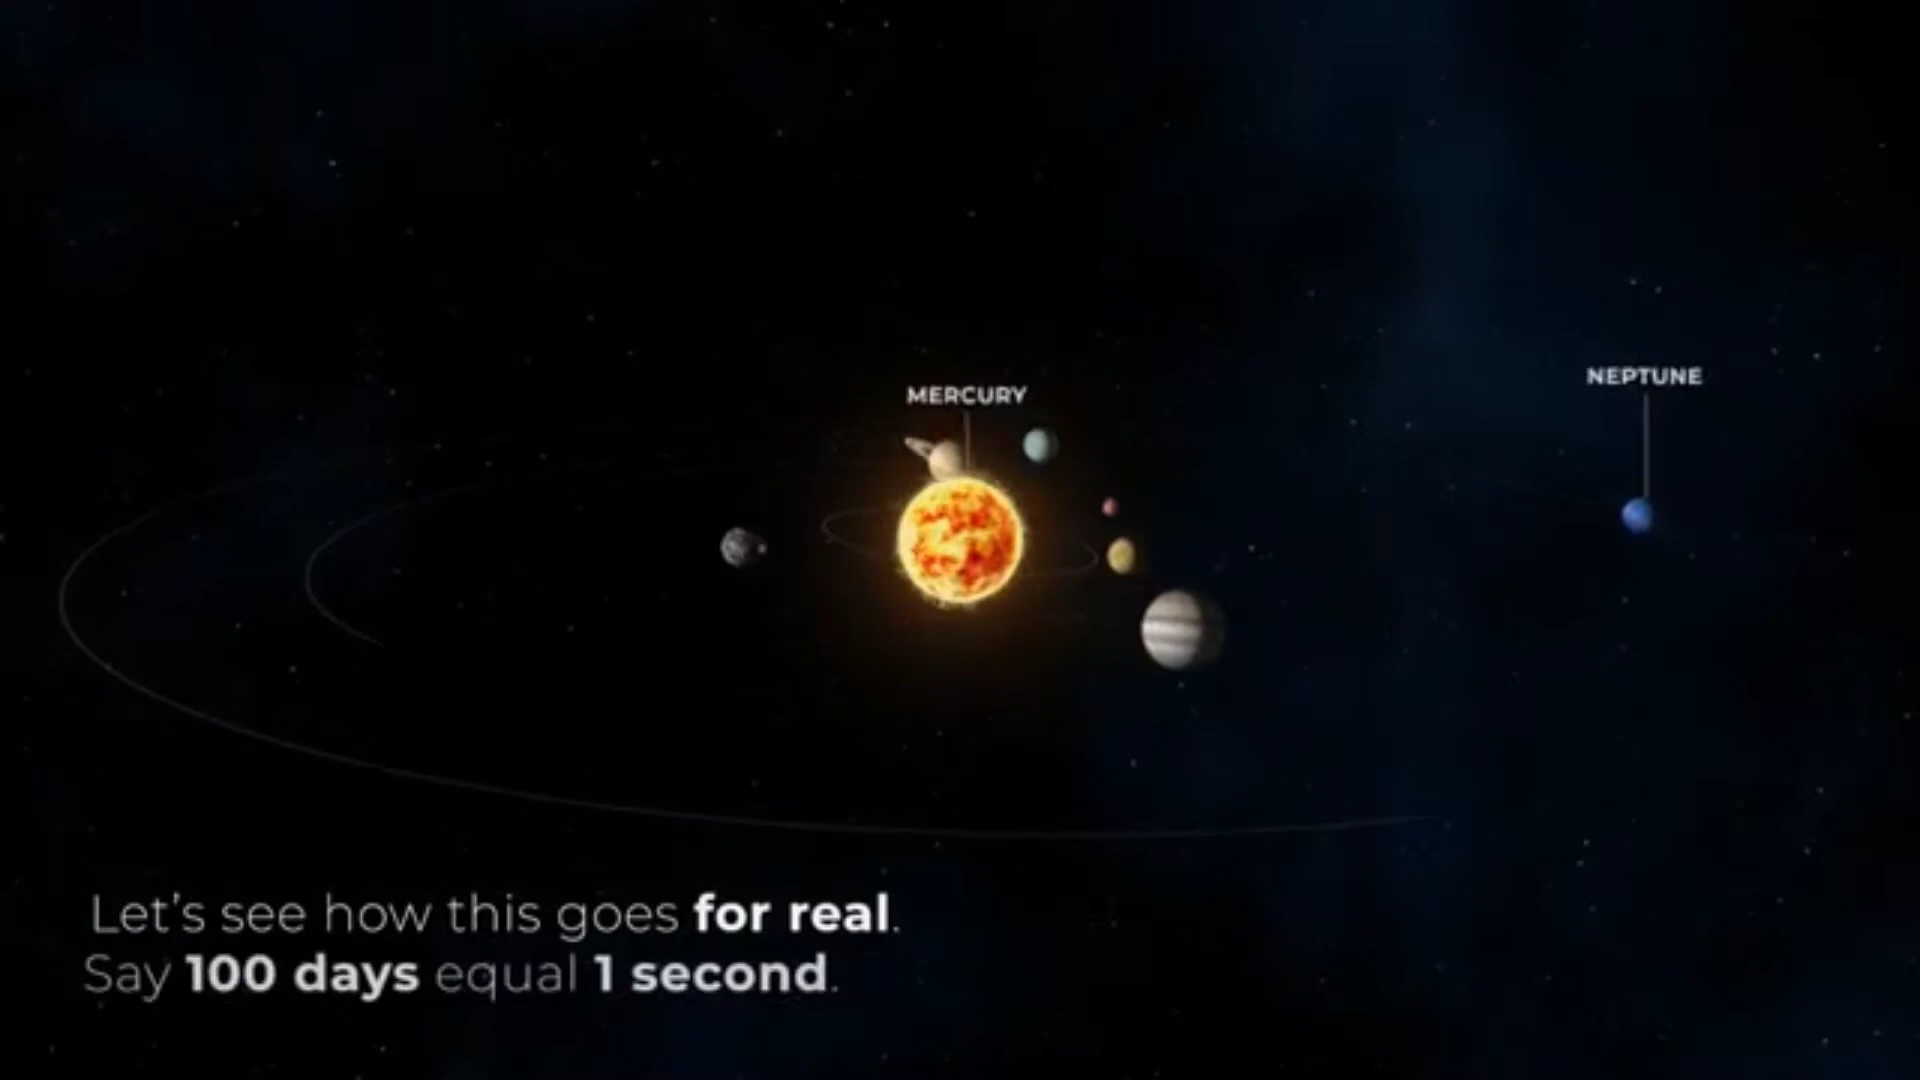 NEPTUNE
MERCURY
Let's see how this goes for real.
Say 100 days equal 1 second.